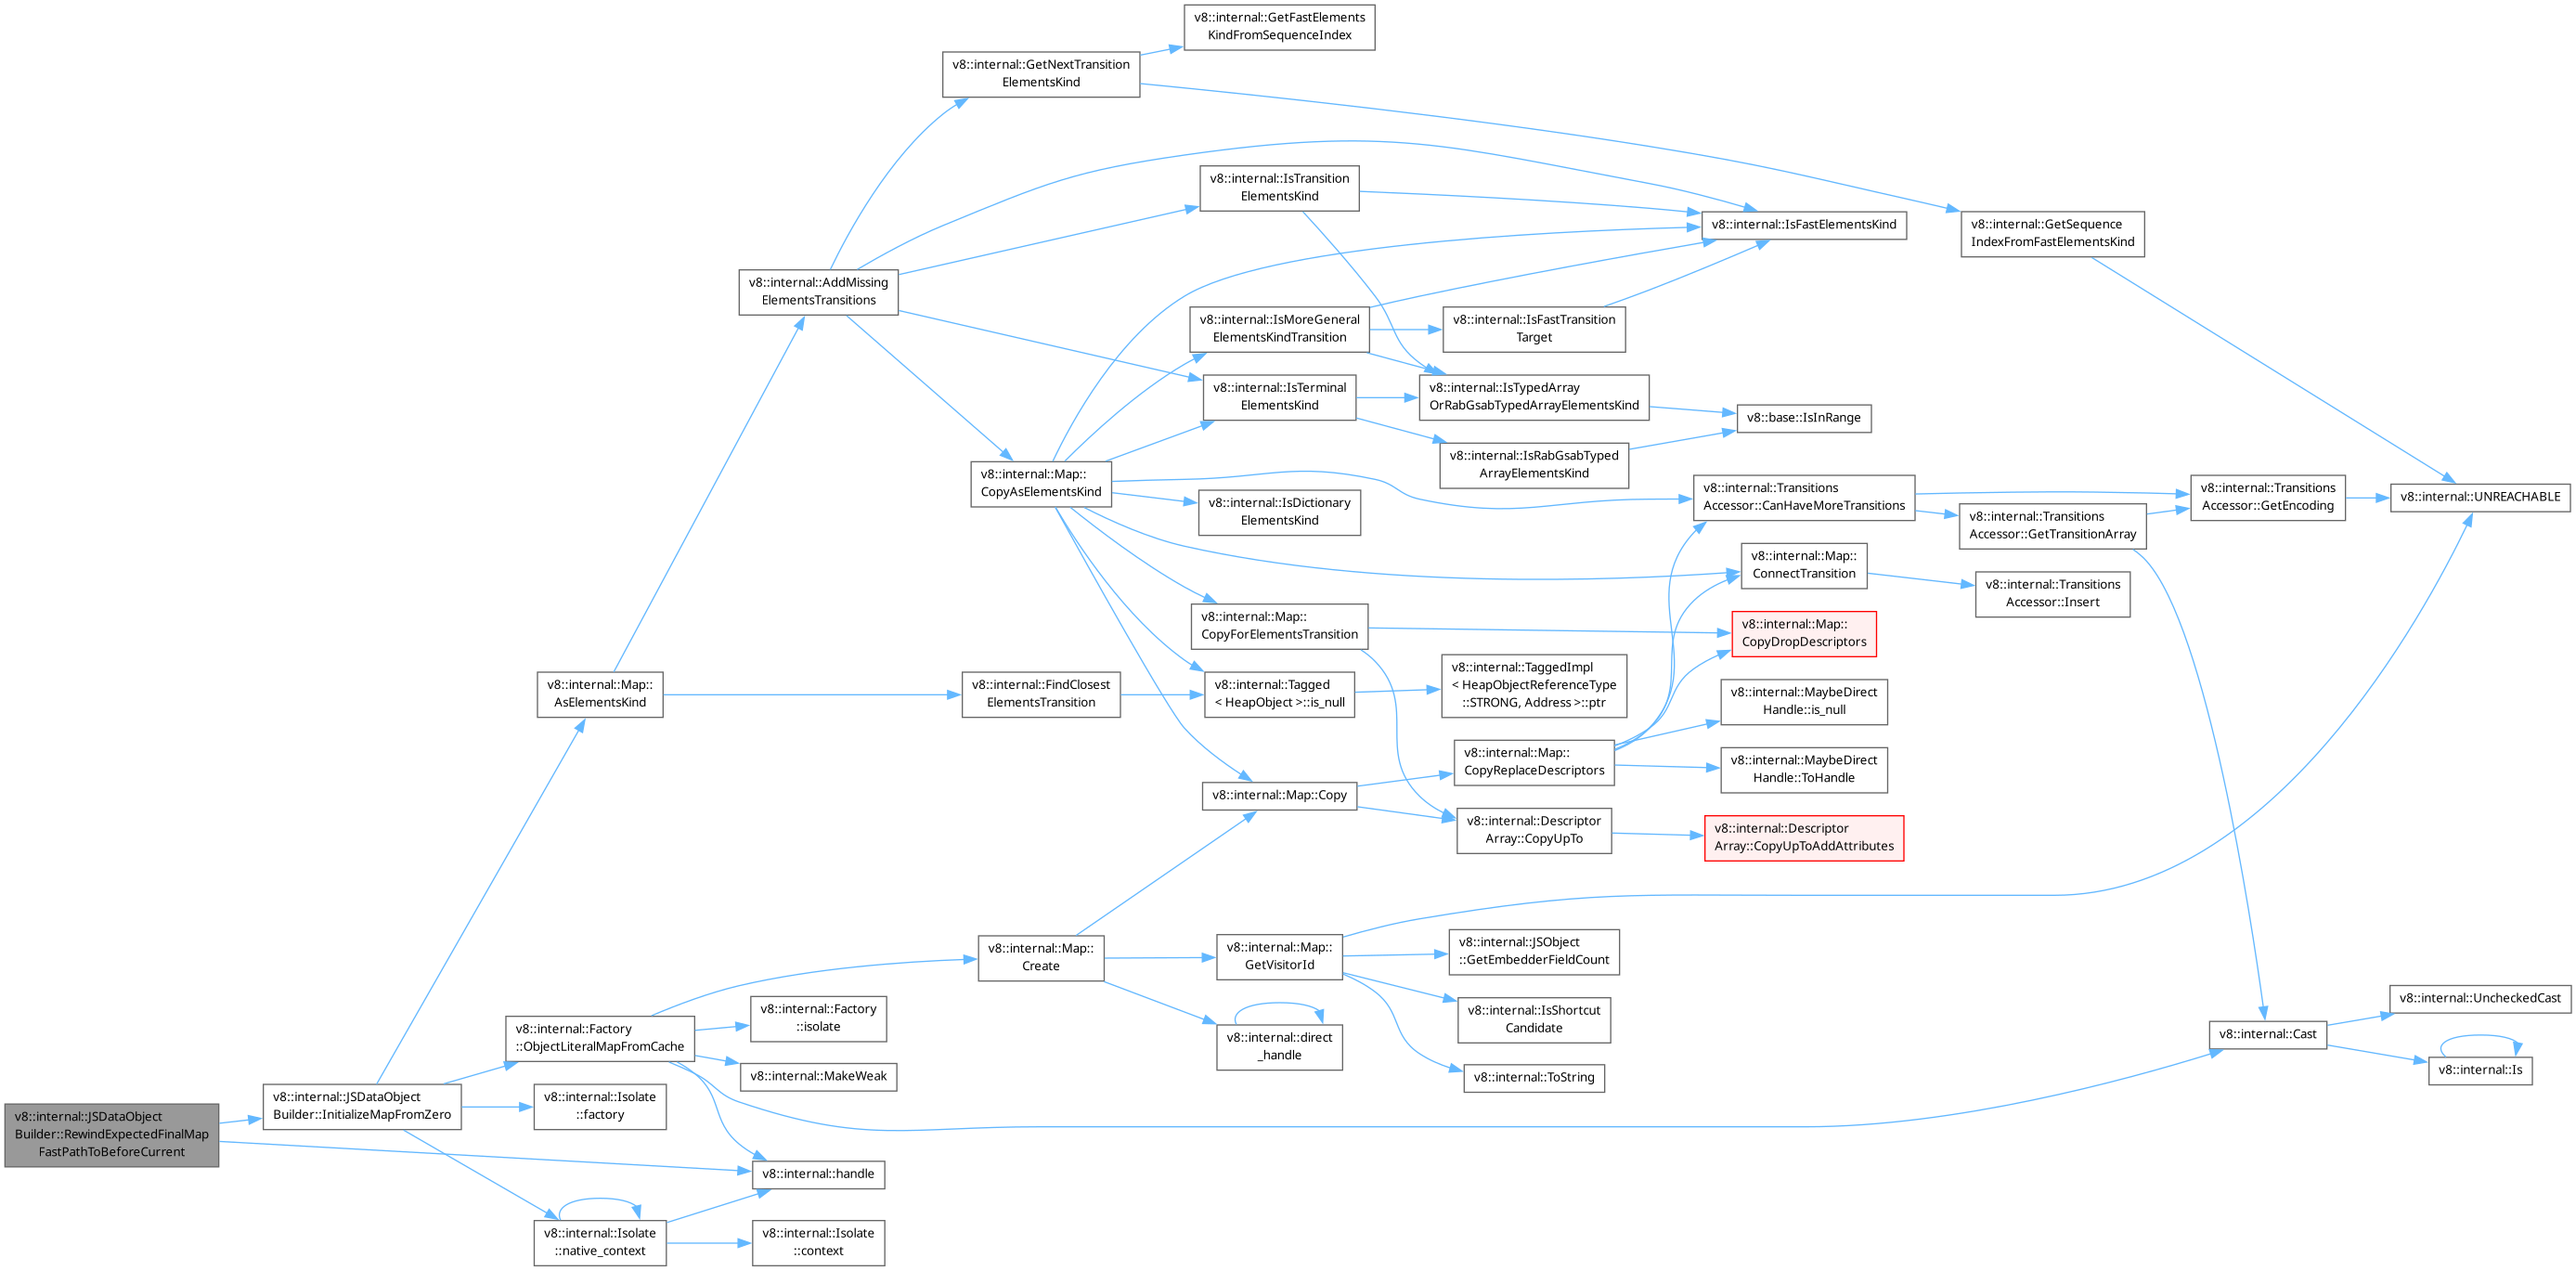 v8::internal::JSDataObject
Builder::RewindExpectedFinalMap
FastPathToBeforeCurrent
v8::internal::JSDataObject
Builder::InitializeMapFromZero
v8::internal::Map::
AsElementsKind
v8::internal::Factory
::ObjectLiteralMapFromCache
v8::internal::Isolate
::factory
v8::internal::Isolate
::native_context
v8::internal::AddMissing
ElementsTransitions
v8::internal::Factory
::isolate
v8::internal::MakeWeak
v8::internal::handle
v8::internal::Isolate
::context
v8::internal::GetNextTransition
ElementsKind
v8::internal::Map::
CopyAsElementsKind
v8::internal::FindClosest
ElementsTransition
v8::internal::Map::
Create
v8::internal::GetFastElements
KindFromSequenceIndex
v8::internal::IsTransition
ElementsKind
v8::internal::IsMoreGeneral
ElementsKindTransition
v8::internal::IsTerminal
ElementsKind
v8::internal::IsDictionary
ElementsKind
v8::internal::Map::
CopyForElementsTransition
v8::internal::Tagged
< HeapObject >::is_null
v8::internal::Map::Copy
v8::internal::Map::
GetVisitorId
v8::internal::direct
_handle
v8::internal::IsFastTransition
Target
v8::internal::IsTypedArray
OrRabGsabTypedArrayElementsKind
v8::internal::IsRabGsabTyped
ArrayElementsKind
v8::internal::TaggedImpl
< HeapObjectReferenceType
::STRONG, Address >::ptr
v8::internal::Map::
CopyReplaceDescriptors
v8::internal::Descriptor
Array::CopyUpTo
v8::internal::JSObject
::GetEmbedderFieldCount
v8::internal::IsShortcut
Candidate
v8::internal::ToString
v8::internal::IsFastElementsKind
v8::base::IsInRange
v8::internal::Transitions
Accessor::CanHaveMoreTransitions
v8::internal::Map::
ConnectTransition
v8::internal::Map::
CopyDropDescriptors
v8::internal::MaybeDirect
Handle::is_null
v8::internal::MaybeDirect
Handle::ToHandle
v8::internal::Descriptor
Array::CopyUpToAddAttributes
v8::internal::GetSequence
IndexFromFastElementsKind
v8::internal::Transitions
Accessor::GetTransitionArray
v8::internal::Transitions
Accessor::Insert
v8::internal::Transitions
Accessor::GetEncoding
v8::internal::Cast
v8::internal::UNREACHABLE
v8::internal::UncheckedCast
v8::internal::Is